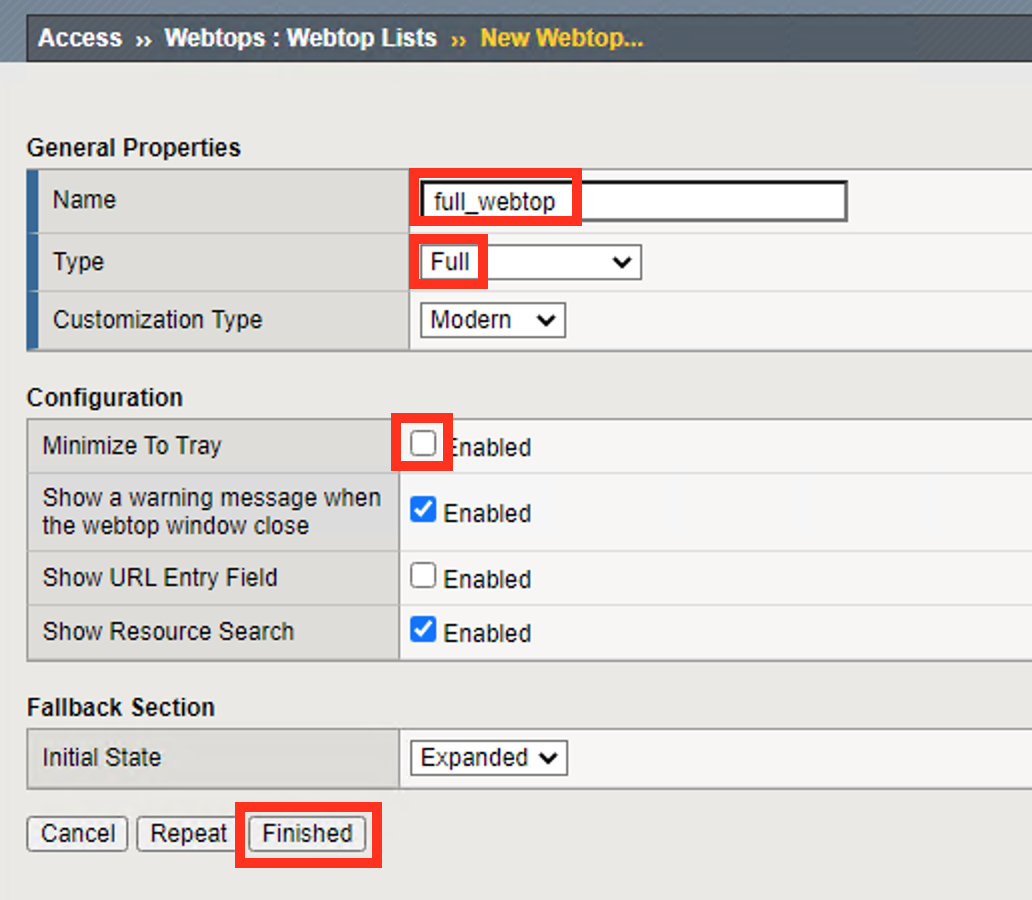 Access ›› Webtops : Webtop Lists ›› New Webtop...
General Properties
Name full_webtop
Type Full
Customization Type Modern
Configuration
Minimize To Tray Enabled
Show a warning message when
the webtop window close Enabled
Show URL Entry Field Enabled
Show Resource Search Enabled
Fallback Section
Initial State Expanded
Cancel Repeat Finished